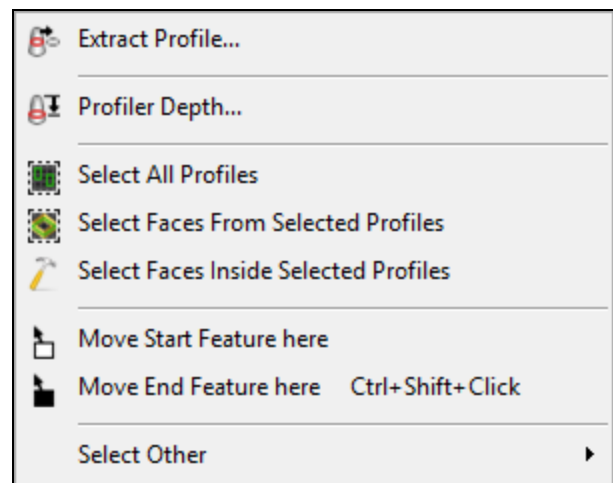 Extract Profile...
Profiler Depth...
Select All Profiles
Select Faces From Selected Profiles
Select Faces Inside Selected Profiles
Move Start Feature here
Move End Feature here Ctrl+Shift+Click
Select Other